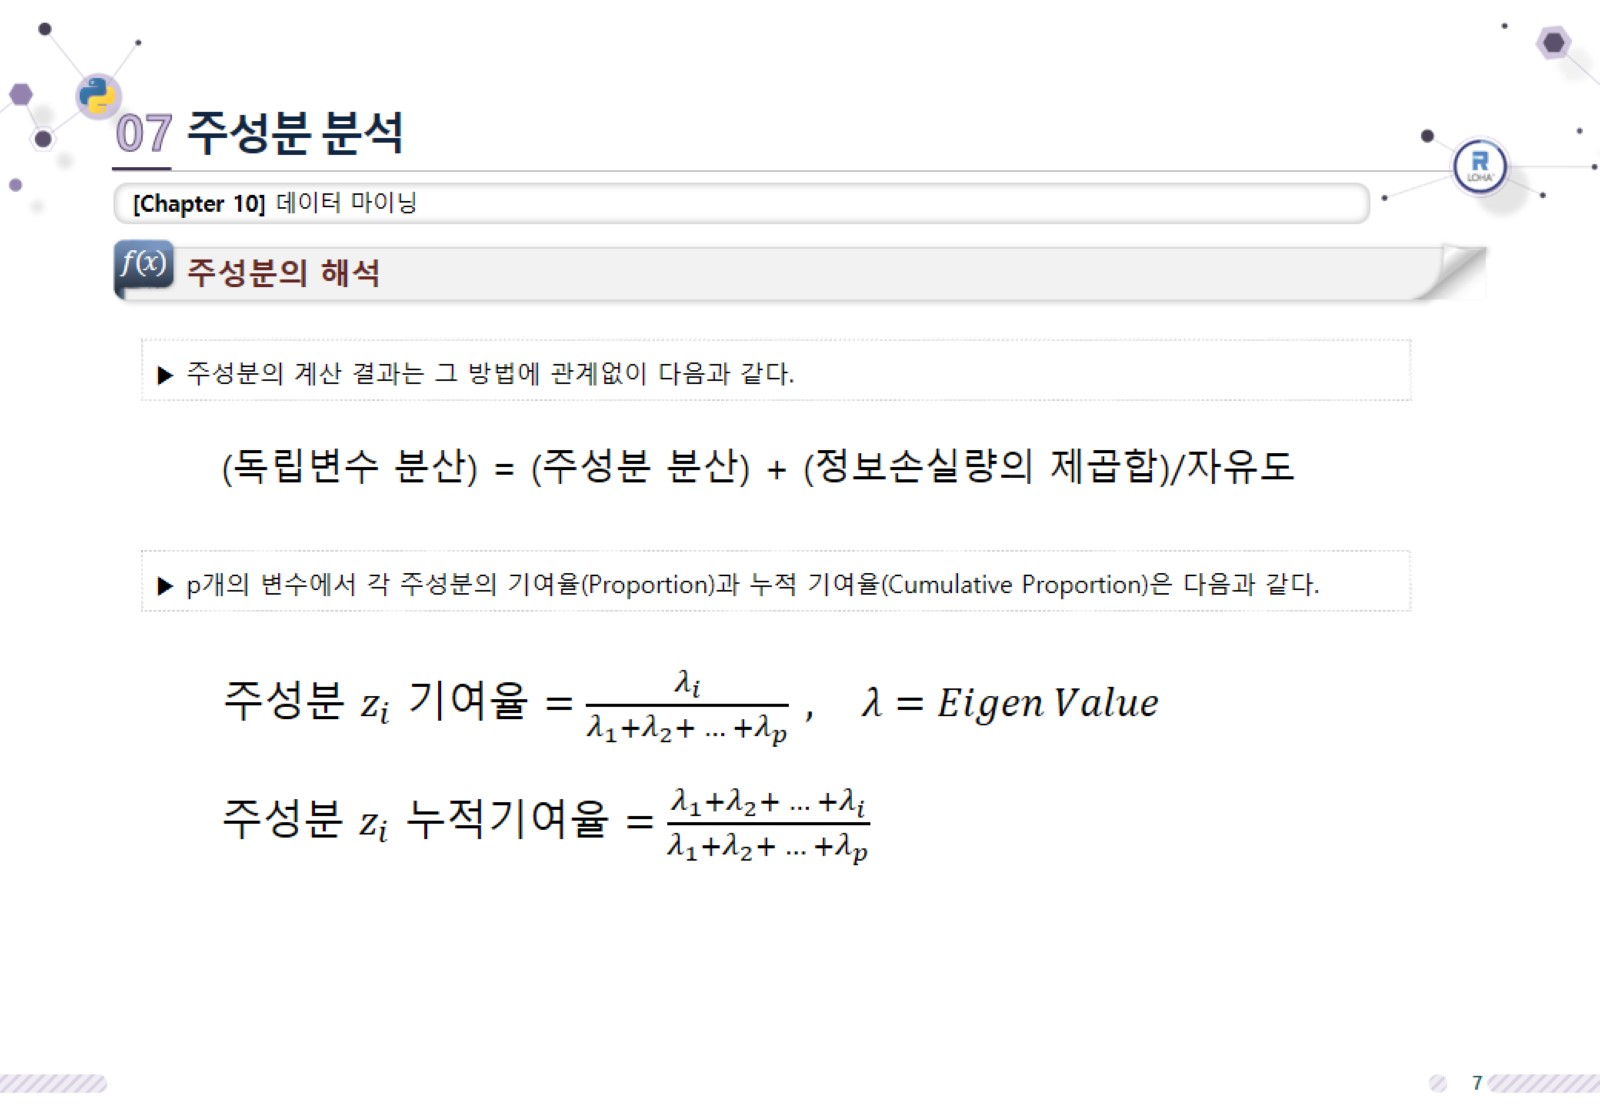 07 주성분 분석
R
LOHA
[Chapter 10] 데이터 마이닝
f(x) 주성분의 해석
▶ 주성분의 계산 결과는 그 방법에 관계없이 다음과 같다.
(독립변수 분산) = (주성분 분산) + (정보손실량의 제곱합)/자유도
▶ p개의 변수에서 각 주성분의 기여율(Proportion)과 누적 기여율(Cumulative Proportion)은 다음과 같다.
주성분 z_i 기여율 = λ_i / (λ_1+λ_2+ ... +λ_p) , λ = Eigen Value
주성분 z_i 누적기여율 = (λ_1+λ_2+ ... +λ_i) / (λ_1+λ_2+ ... +λ_p)
7